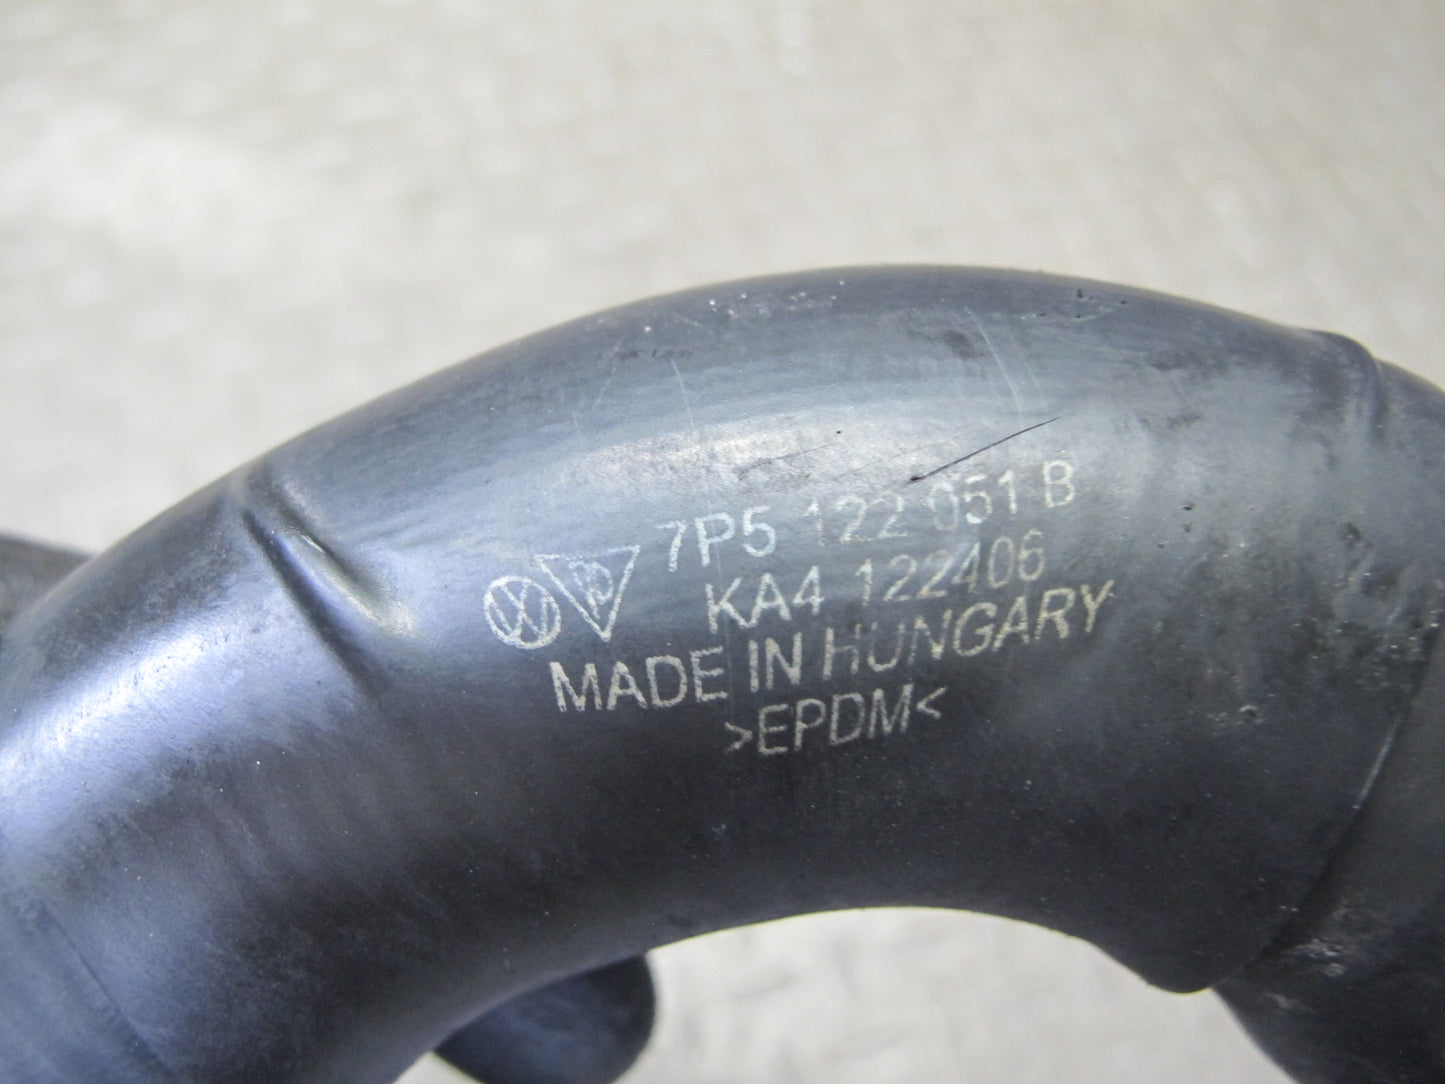 7P5 122 051 B
KA4 122406
MADE IN HUNGARY
>EPDM<